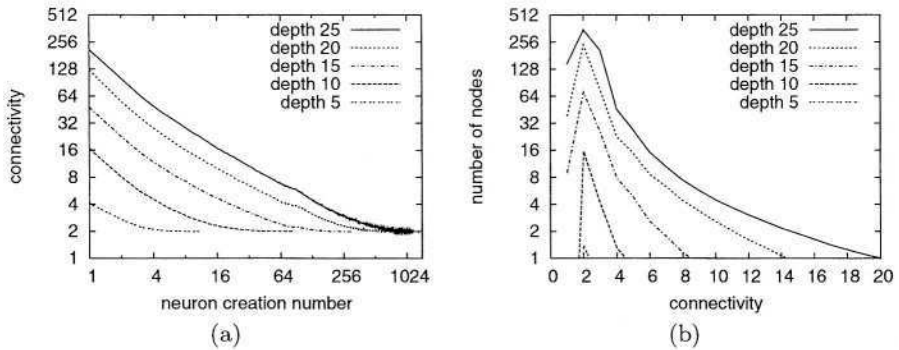 512
256
128
64
32
16
8
4
2
1
connectivity
depth 25
depth 20
depth 15
depth 10
depth 5
1 4 16 64 256 1024
neuron creation number
(a)
512
256
128
64
32
16
8
4
2
1
number of nodes
depth 25
depth 20
depth 15
depth 10
depth 5
0 2 4 6 8 10 12 14 16 18 20
connectivity
(b)